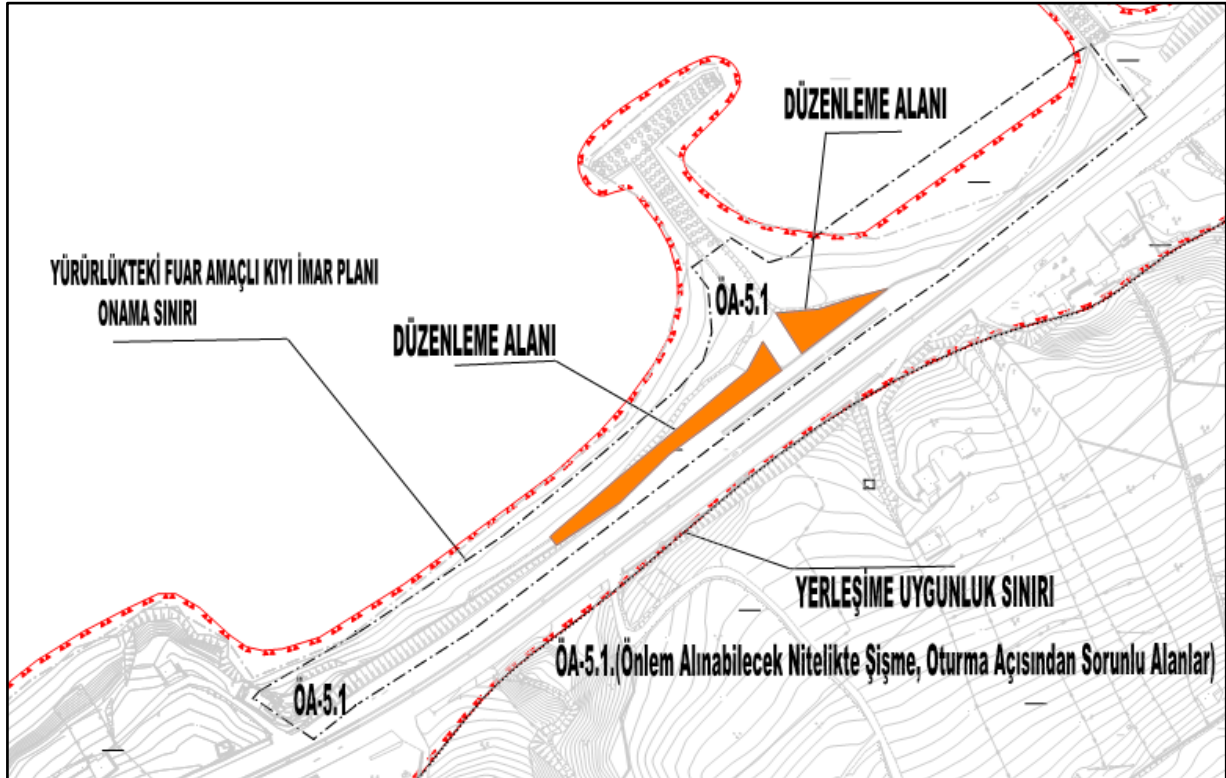 DÜZENLEME ALANI
YÜRÜRLÜKTEKİ FUAR AMAÇLI KIYI İMAR PLANI
ONAMA SINIRI
ÖA-5.1
DÜZENLEME ALANI
YERLEŞİME UYGUNLUK SINIRI
ÖA-5.1.(Önlem Alınabilecek Nitelikte Şişme, Oturma Açısından Sorunlu Alanlar)
ÖA-5.1